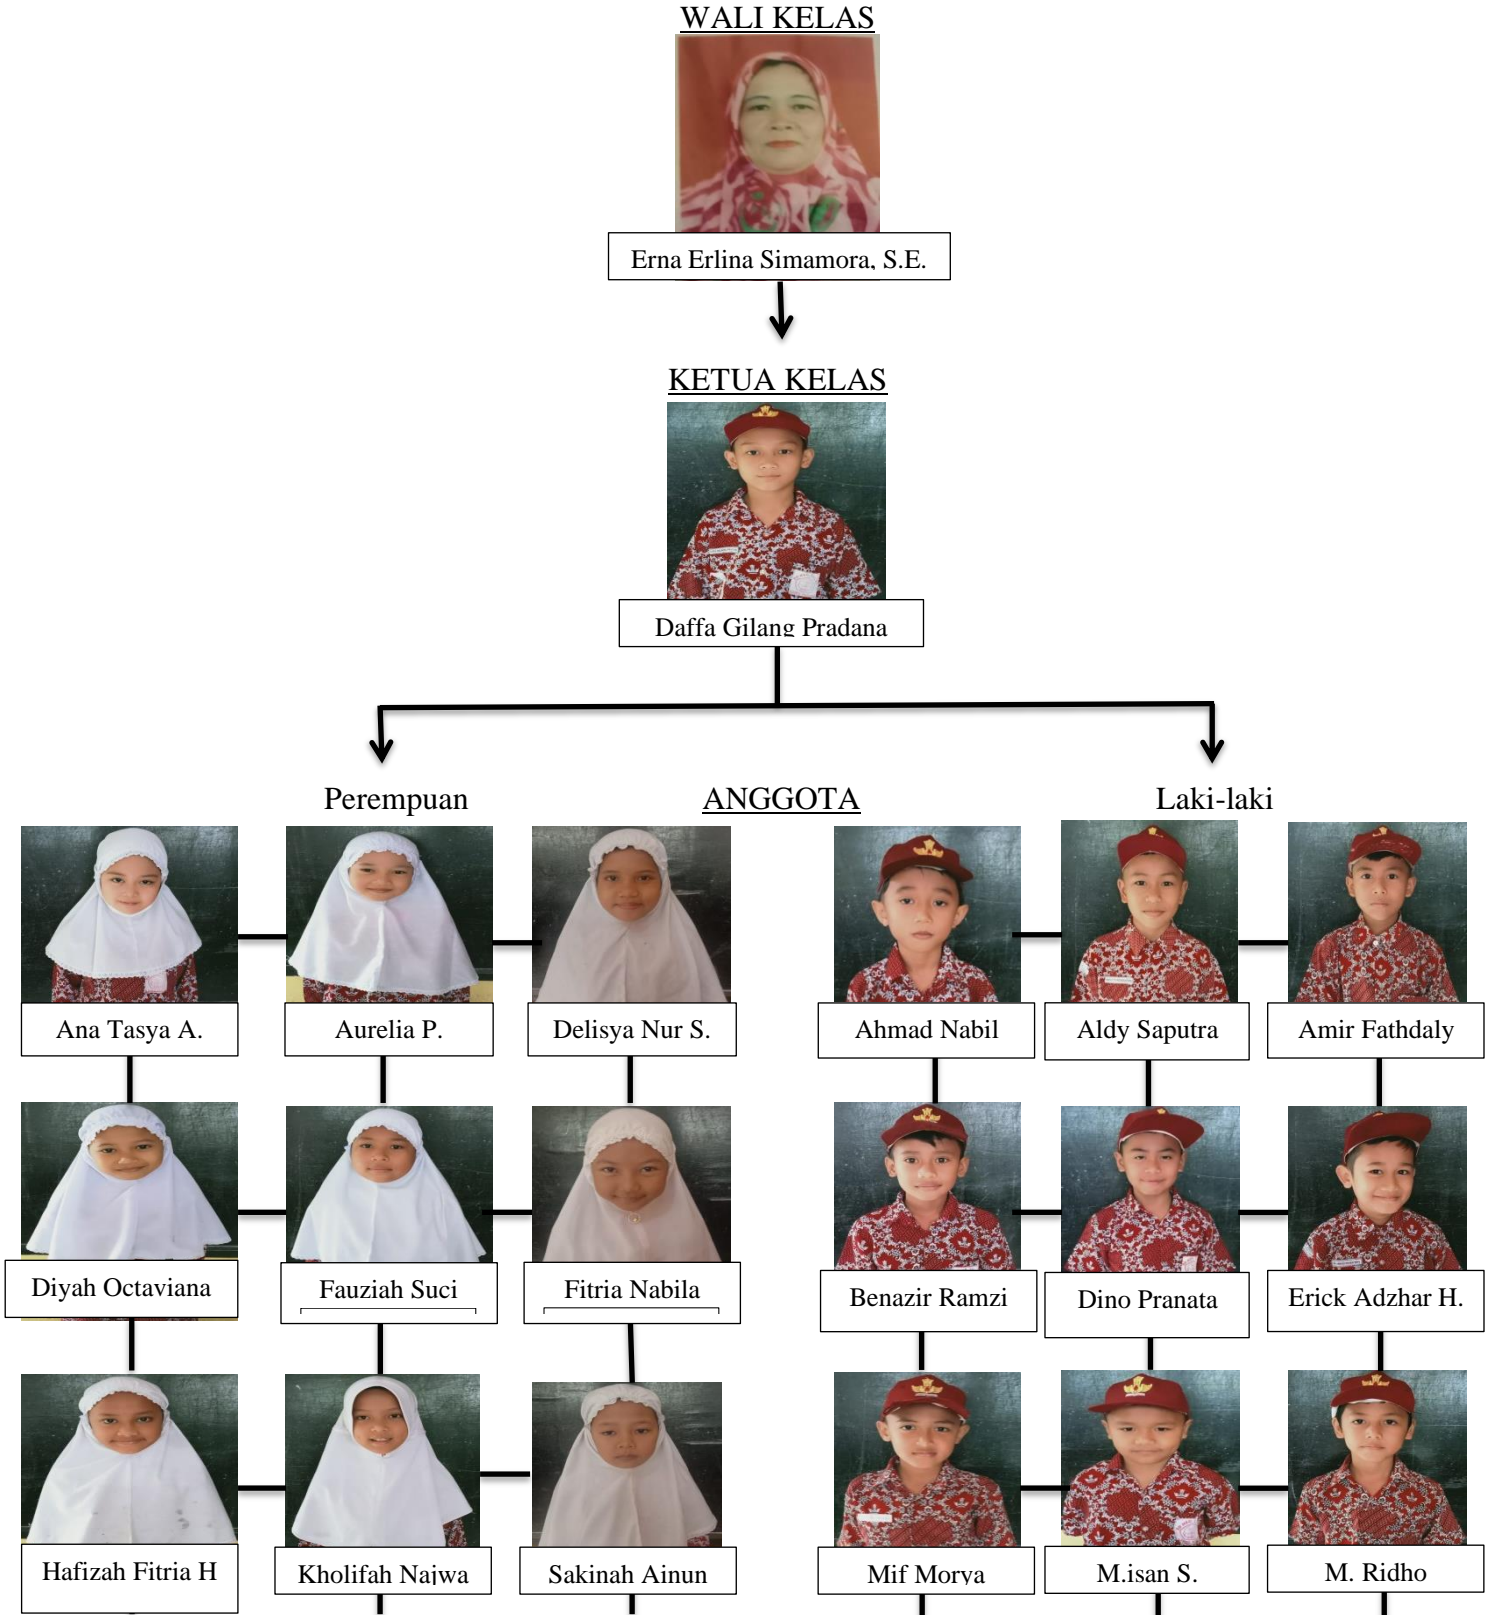 WALI KELAS
Erna Erlina Simamora, S.E.
KETUA KELAS
Daffa Gilang Pradana
Perempuan ANGGOTA Laki-laki
Ana Tasya A. Aurelia P. Delisya Nur S. Ahmad Nabil Aldy Saputra Amir Fathdaly
Diyah Octaviana Fauziah Suci Fitria Nabila Benazir Ramzi Dino Pranata Erick Adzhar H.
Hafizah Fitria H Kholifah Najwa Sakinah Ainun Mif Morya M.isan S. M. Ridho